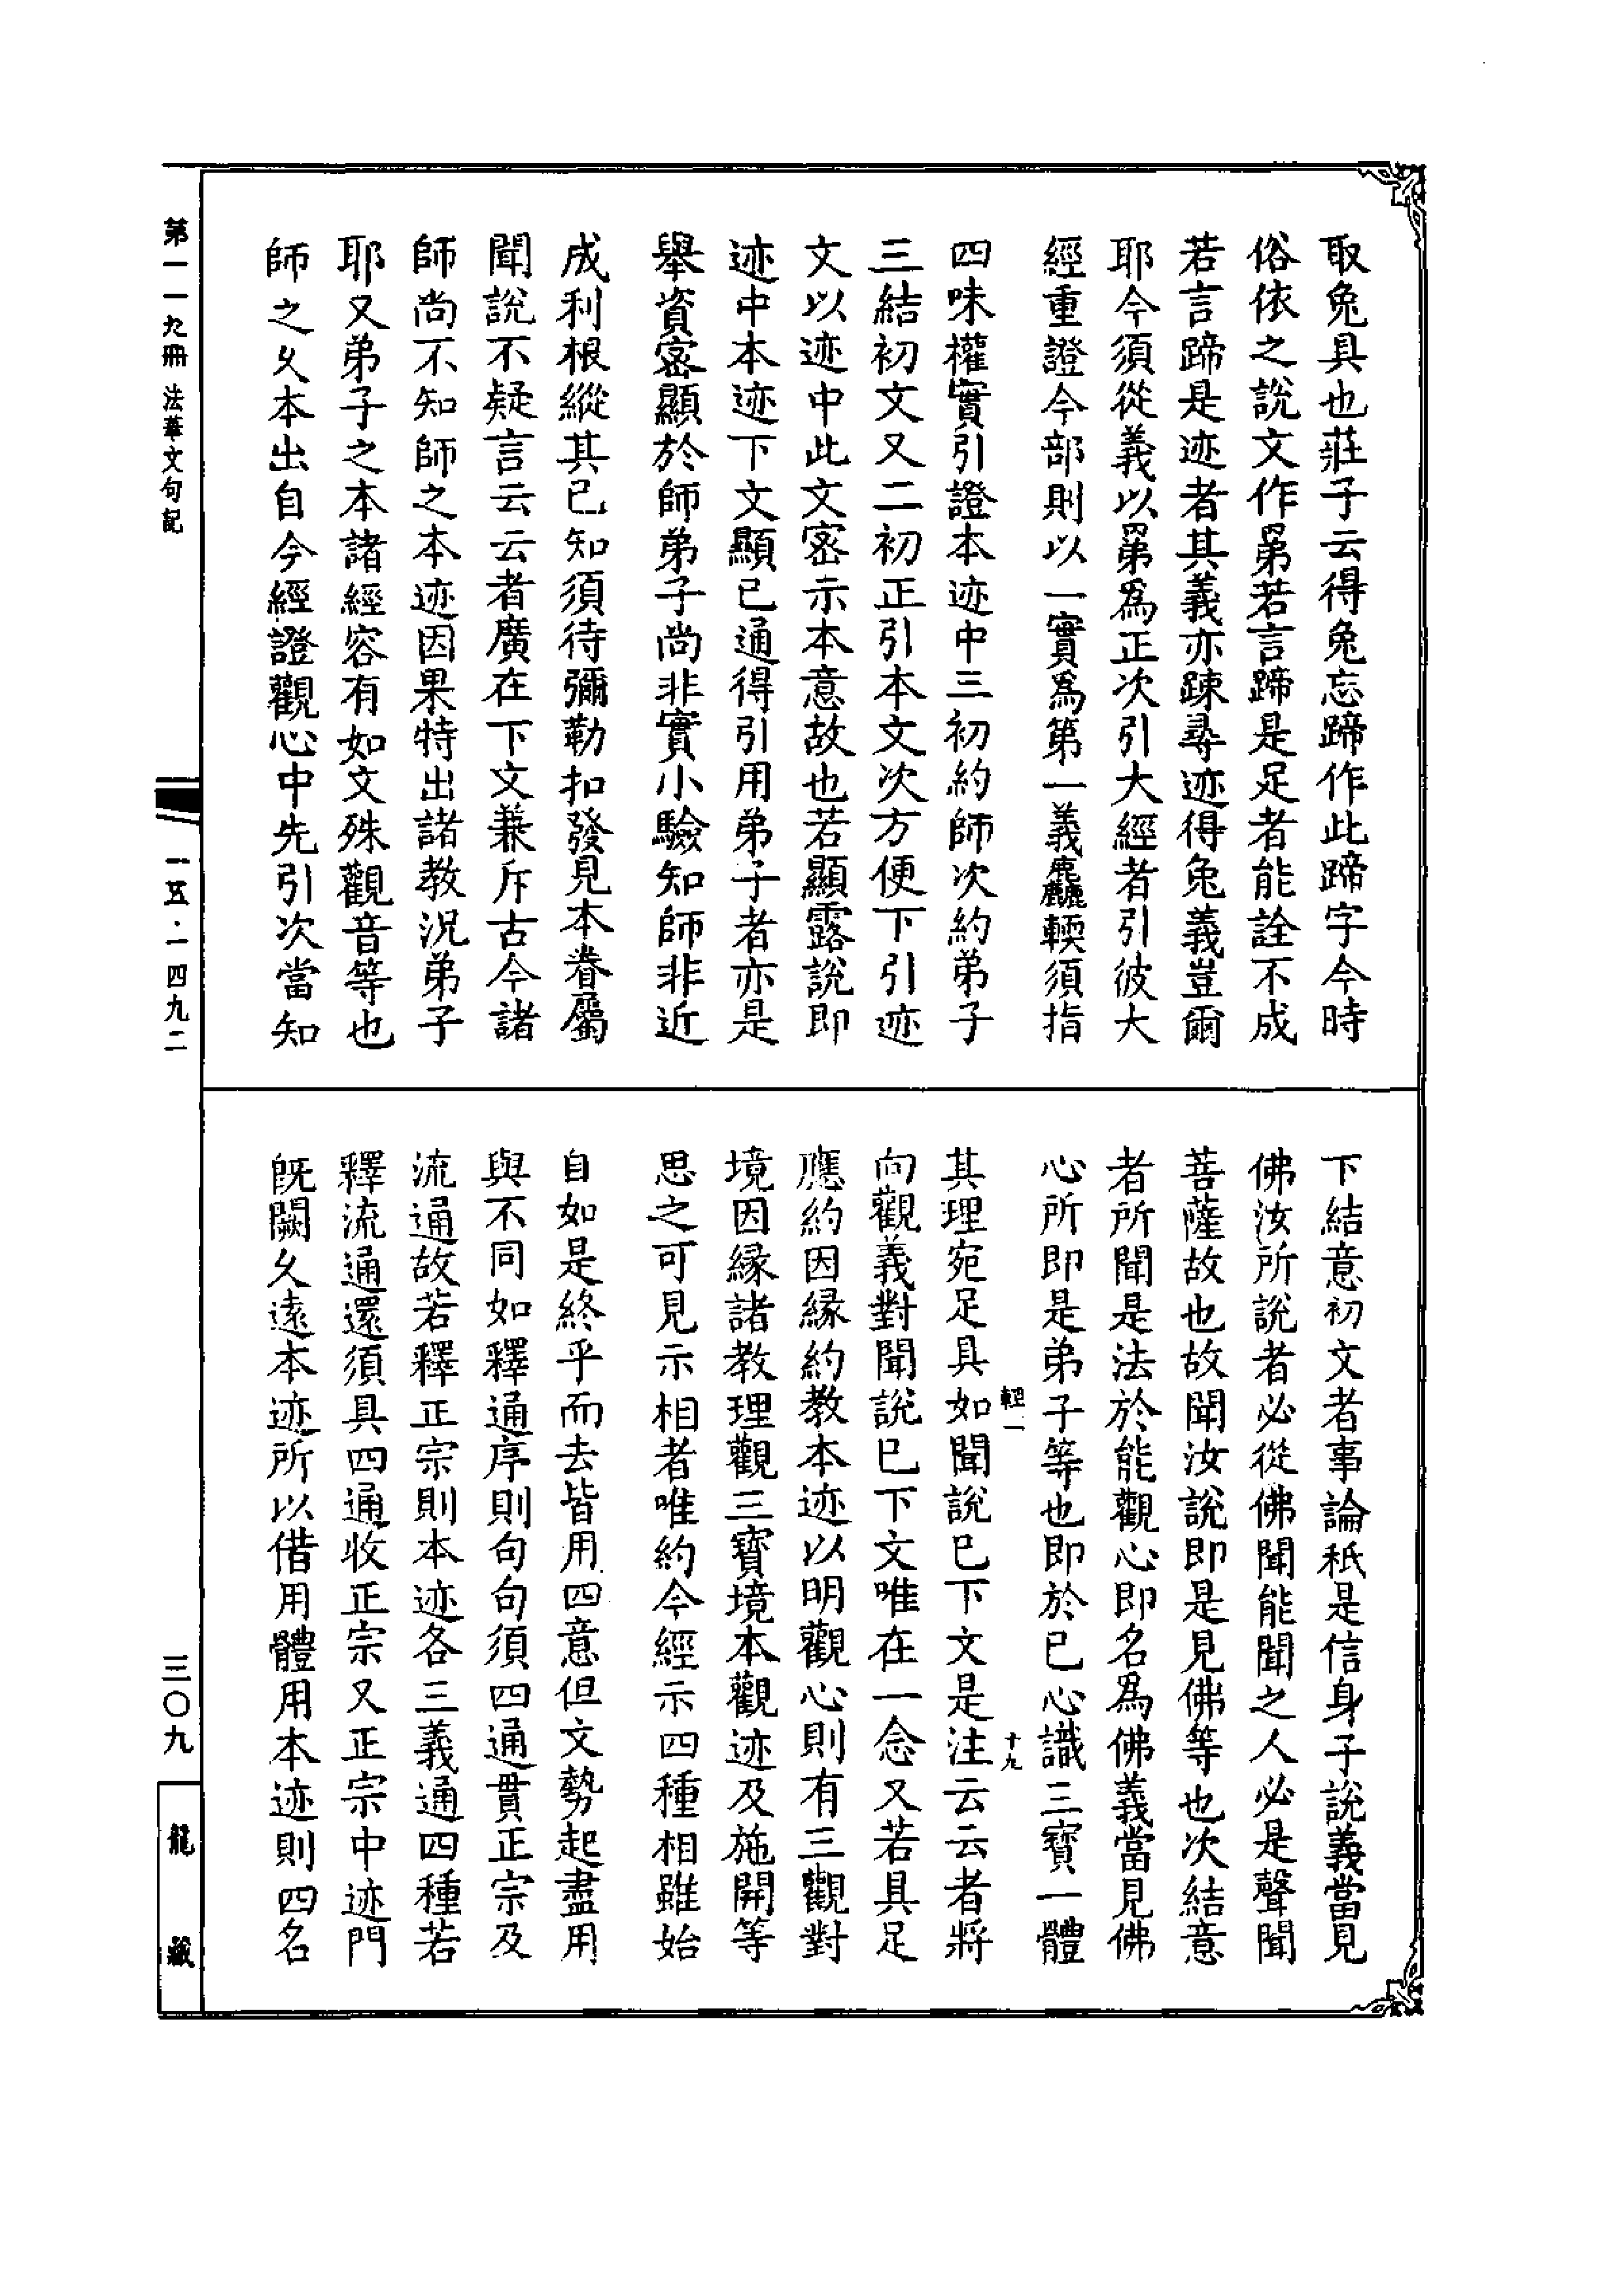 取兔具也莊子云得兔忘蹄作此蹄字今時
俗依之說文作㒺若言蹄是足者能詮不成
若言蹄是迹者其義亦踈尋迹得兔義豈爾
耶今須從義以㒺爲正次引大經者引彼大
經重證今部則以一實爲第一義麤輭須指
四味權實引證本迹中三初約師次約弟子
三結初文又二初正引本文次方便下引迹
文以迹中此文密示本意故也若顯露說即
迹中本迹下文顯已通得引用弟子者亦是
舉資密顯於師弟子尚非實小驗知師非近
成利根縱其已知須待彌勒扣發見本眷屬
聞說不疑言云云者廣在下文兼斥古今諸
師尚不知師之本迹因果特出諸教況弟子
耶又弟子之本諸經容有如文殊觀音等也
師之久本出自今經證觀心中先引次當知
下結意初文者事論秖是信身子說義當見
佛汝所說者必從佛聞能聞之人必是聲聞
菩薩故也故聞汝說即是見佛等也次結意
者所聞是法於能觀心即名爲佛義當見佛
心所即是弟子等也即於已心識三寶一體
其理宛足具如聞說已下文是注云云者將
輕一
十九
向觀義對聞說已下文唯在一念又若具足
應約因緣約教本迹以明觀心則有三觀對
境因緣諸教理觀三寶境本觀迹及施開等
思之可見示相者唯約今經示四種相雖始
自如是終乎而去皆用四意但文勢起盡用
與不同如釋通序則句句須四通貫正宗及
流通故若釋正宗則本迹各三義通四種若
釋流通還須具四通收正宗又正宗中迹門
旣闕久遠本迹所以借用體用本迹則四名
第一一九冊 法華文句記
一五·一四九二
三〇九
龍藏